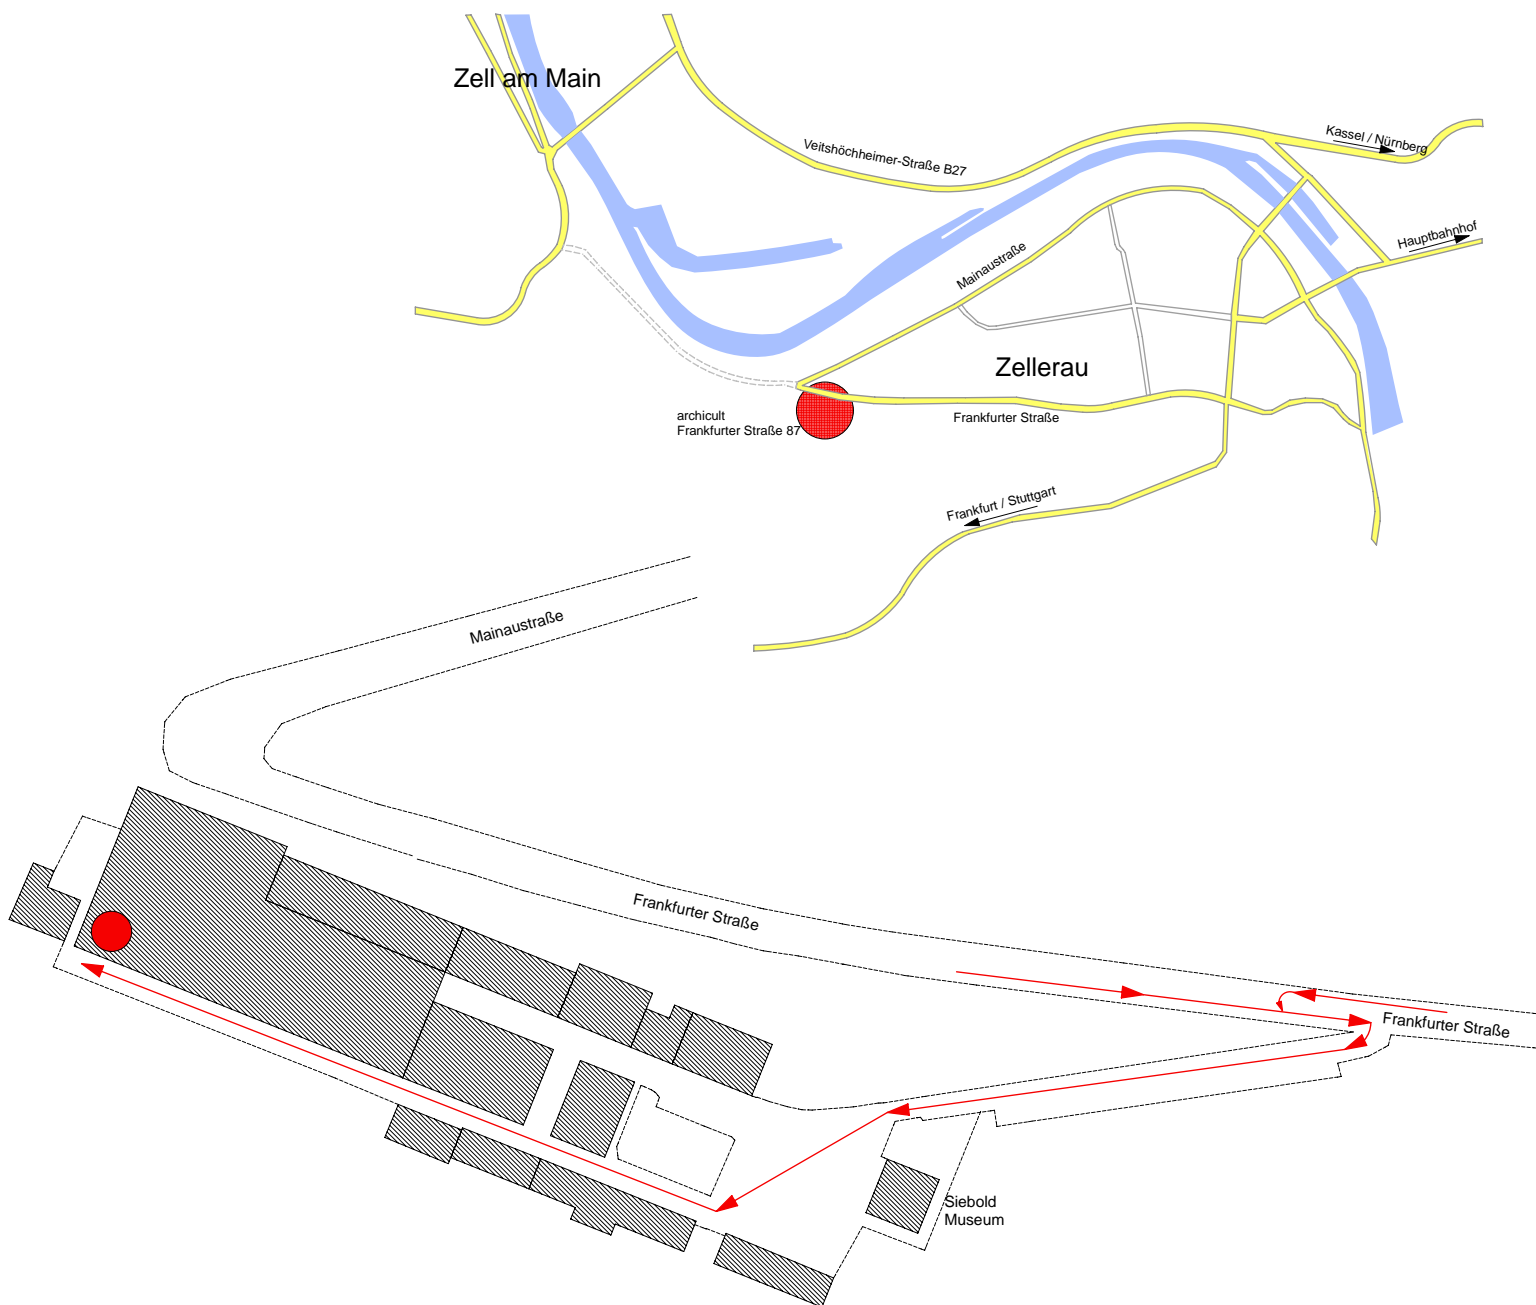 Zell am Main
Veitshöchheimer-Straße B27
Kassel / Nürnberg
Hauptbahnhof
Mainaustraße
Zellerau
archicult
Frankfurter Straße 87
Frankfurter Straße
Frankfurt / Stuttgart
Mainaustraße
Frankfurter Straße
Frankfurter Straße
Siebold
Museum